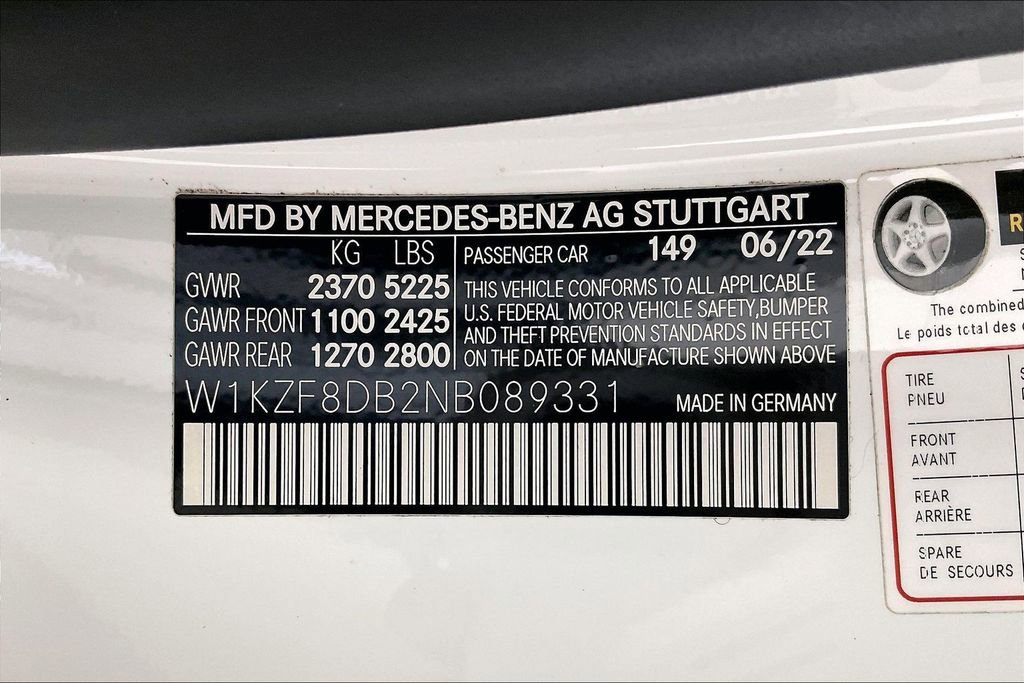 MFD BY MERCEDES-BENZ AG STUTTGART
KG LBS
GVWR 2370 5225
GAWR FRONT 1100 2425
GAWR REAR 1270 2800
PASSENGER CAR 149 06/22
THIS VEHICLE CONFORMS TO ALL APPLICABLE
U.S. FEDERAL MOTOR VEHICLE SAFETY,BUMPER
AND THEFT PREVENTION STANDARDS IN EFFECT
ON THE DATE OF MANUFACTURE SHOWN ABOVE
W1KZF8DB2NB089331
MADE IN GERMANY
The combined
Le poids total des
TIRE
PNEU
FRONT
AVANT
REAR
ARRIÈRE
SPARE
DE SECOURS